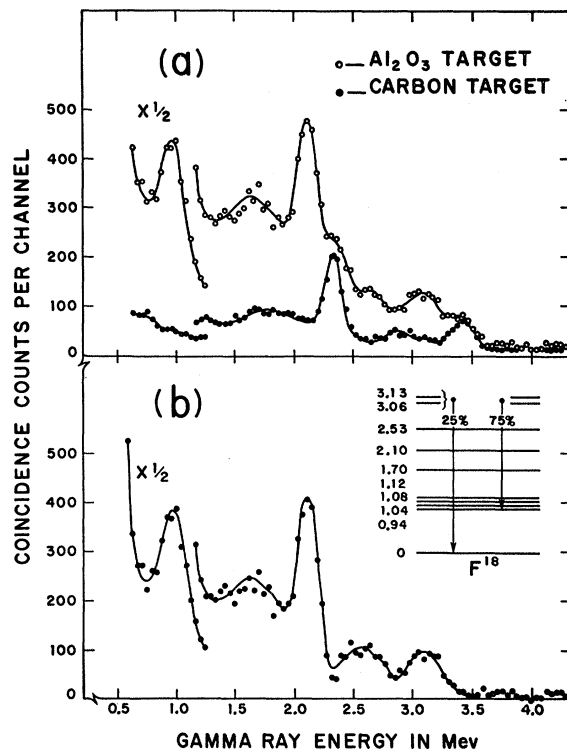 (a)
o— Al₂O₃ TARGET
•— CARBON TARGET
X ½
500
400
300
200
100
0
COINCIDENCE COUNTS PER CHANNEL
(b)
X ½
500
400
300
200
100
0
3.13
3.06
25% 75%
2.53
2.10
1.70
1.12
1.08
1.04
0.94
0
F¹⁸
0.5 1.0 1.5 2.0 2.5 3.0 3.5 4.0
GAMMA RAY ENERGY IN Mev